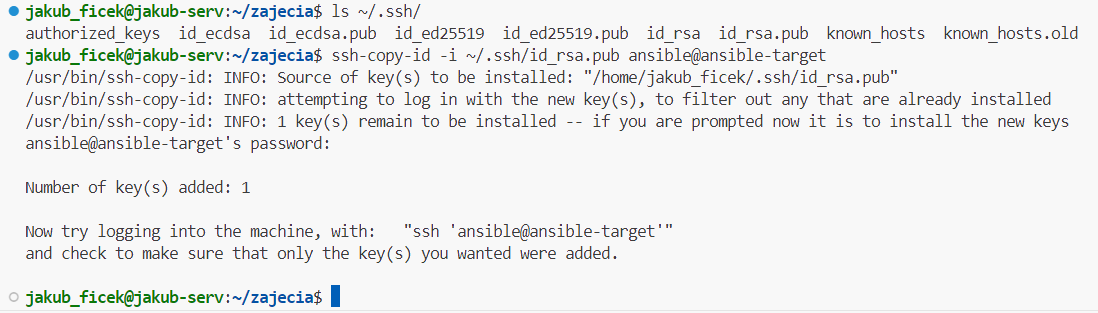 jakub_ficek@jakub-serv:~/zajecia$ ls ~/.ssh/
authorized_keys  id_ecdsa  id_ecdsa.pub  id_ed25519  id_ed25519.pub  id_rsa  id_rsa.pub  known_hosts  known_hosts.old
jakub_ficek@jakub-serv:~/zajecia$ ssh-copy-id -i ~/.ssh/id_rsa.pub ansible@ansible-target
/usr/bin/ssh-copy-id: INFO: Source of key(s) to be installed: "/home/jakub_ficek/.ssh/id_rsa.pub"
/usr/bin/ssh-copy-id: INFO: attempting to log in with the new key(s), to filter out any that are already installed
/usr/bin/ssh-copy-id: INFO: 1 key(s) remain to be installed -- if you are prompted now it is to install the new keys
ansible@ansible-target's password:
Number of key(s) added: 1
Now try logging into the machine, with:   "ssh 'ansible@ansible-target'"
and check to make sure that only the key(s) you wanted were added.
jakub_ficek@jakub-serv:~/zajecia$